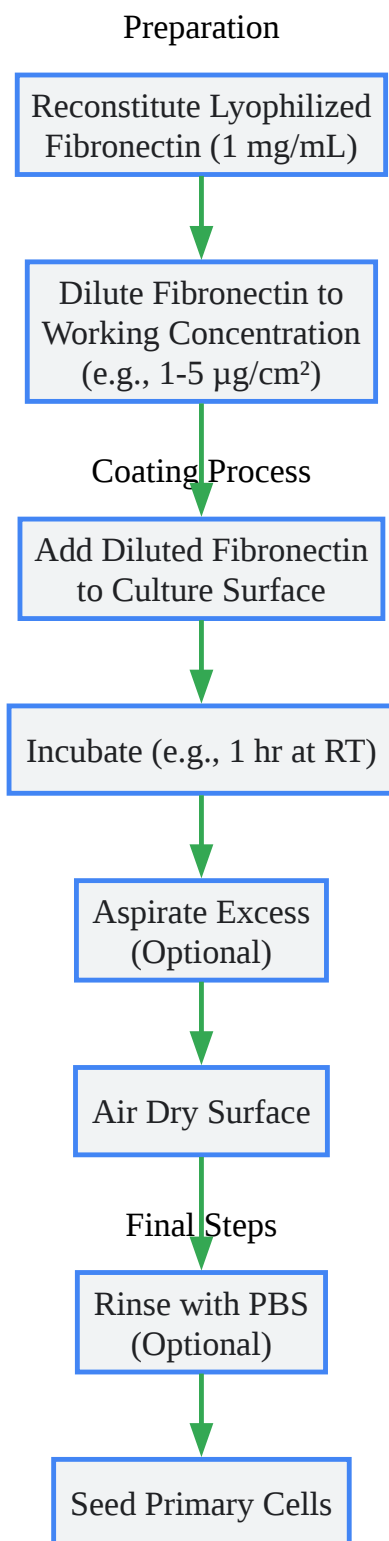 Preparation
Reconstitute Lyophilized
Fibronectin (1 mg/mL)
Dilute Fibronectin to
Working Concentration
(e.g., 1-5 µg/cm²)
Coating Process
Add Diluted Fibronectin
to Culture Surface
Incubate (e.g., 1 hr at RT)
Aspirate Excess
(Optional)
Air Dry Surface
Final Steps
Rinse with PBS
(Optional)
Seed Primary Cells